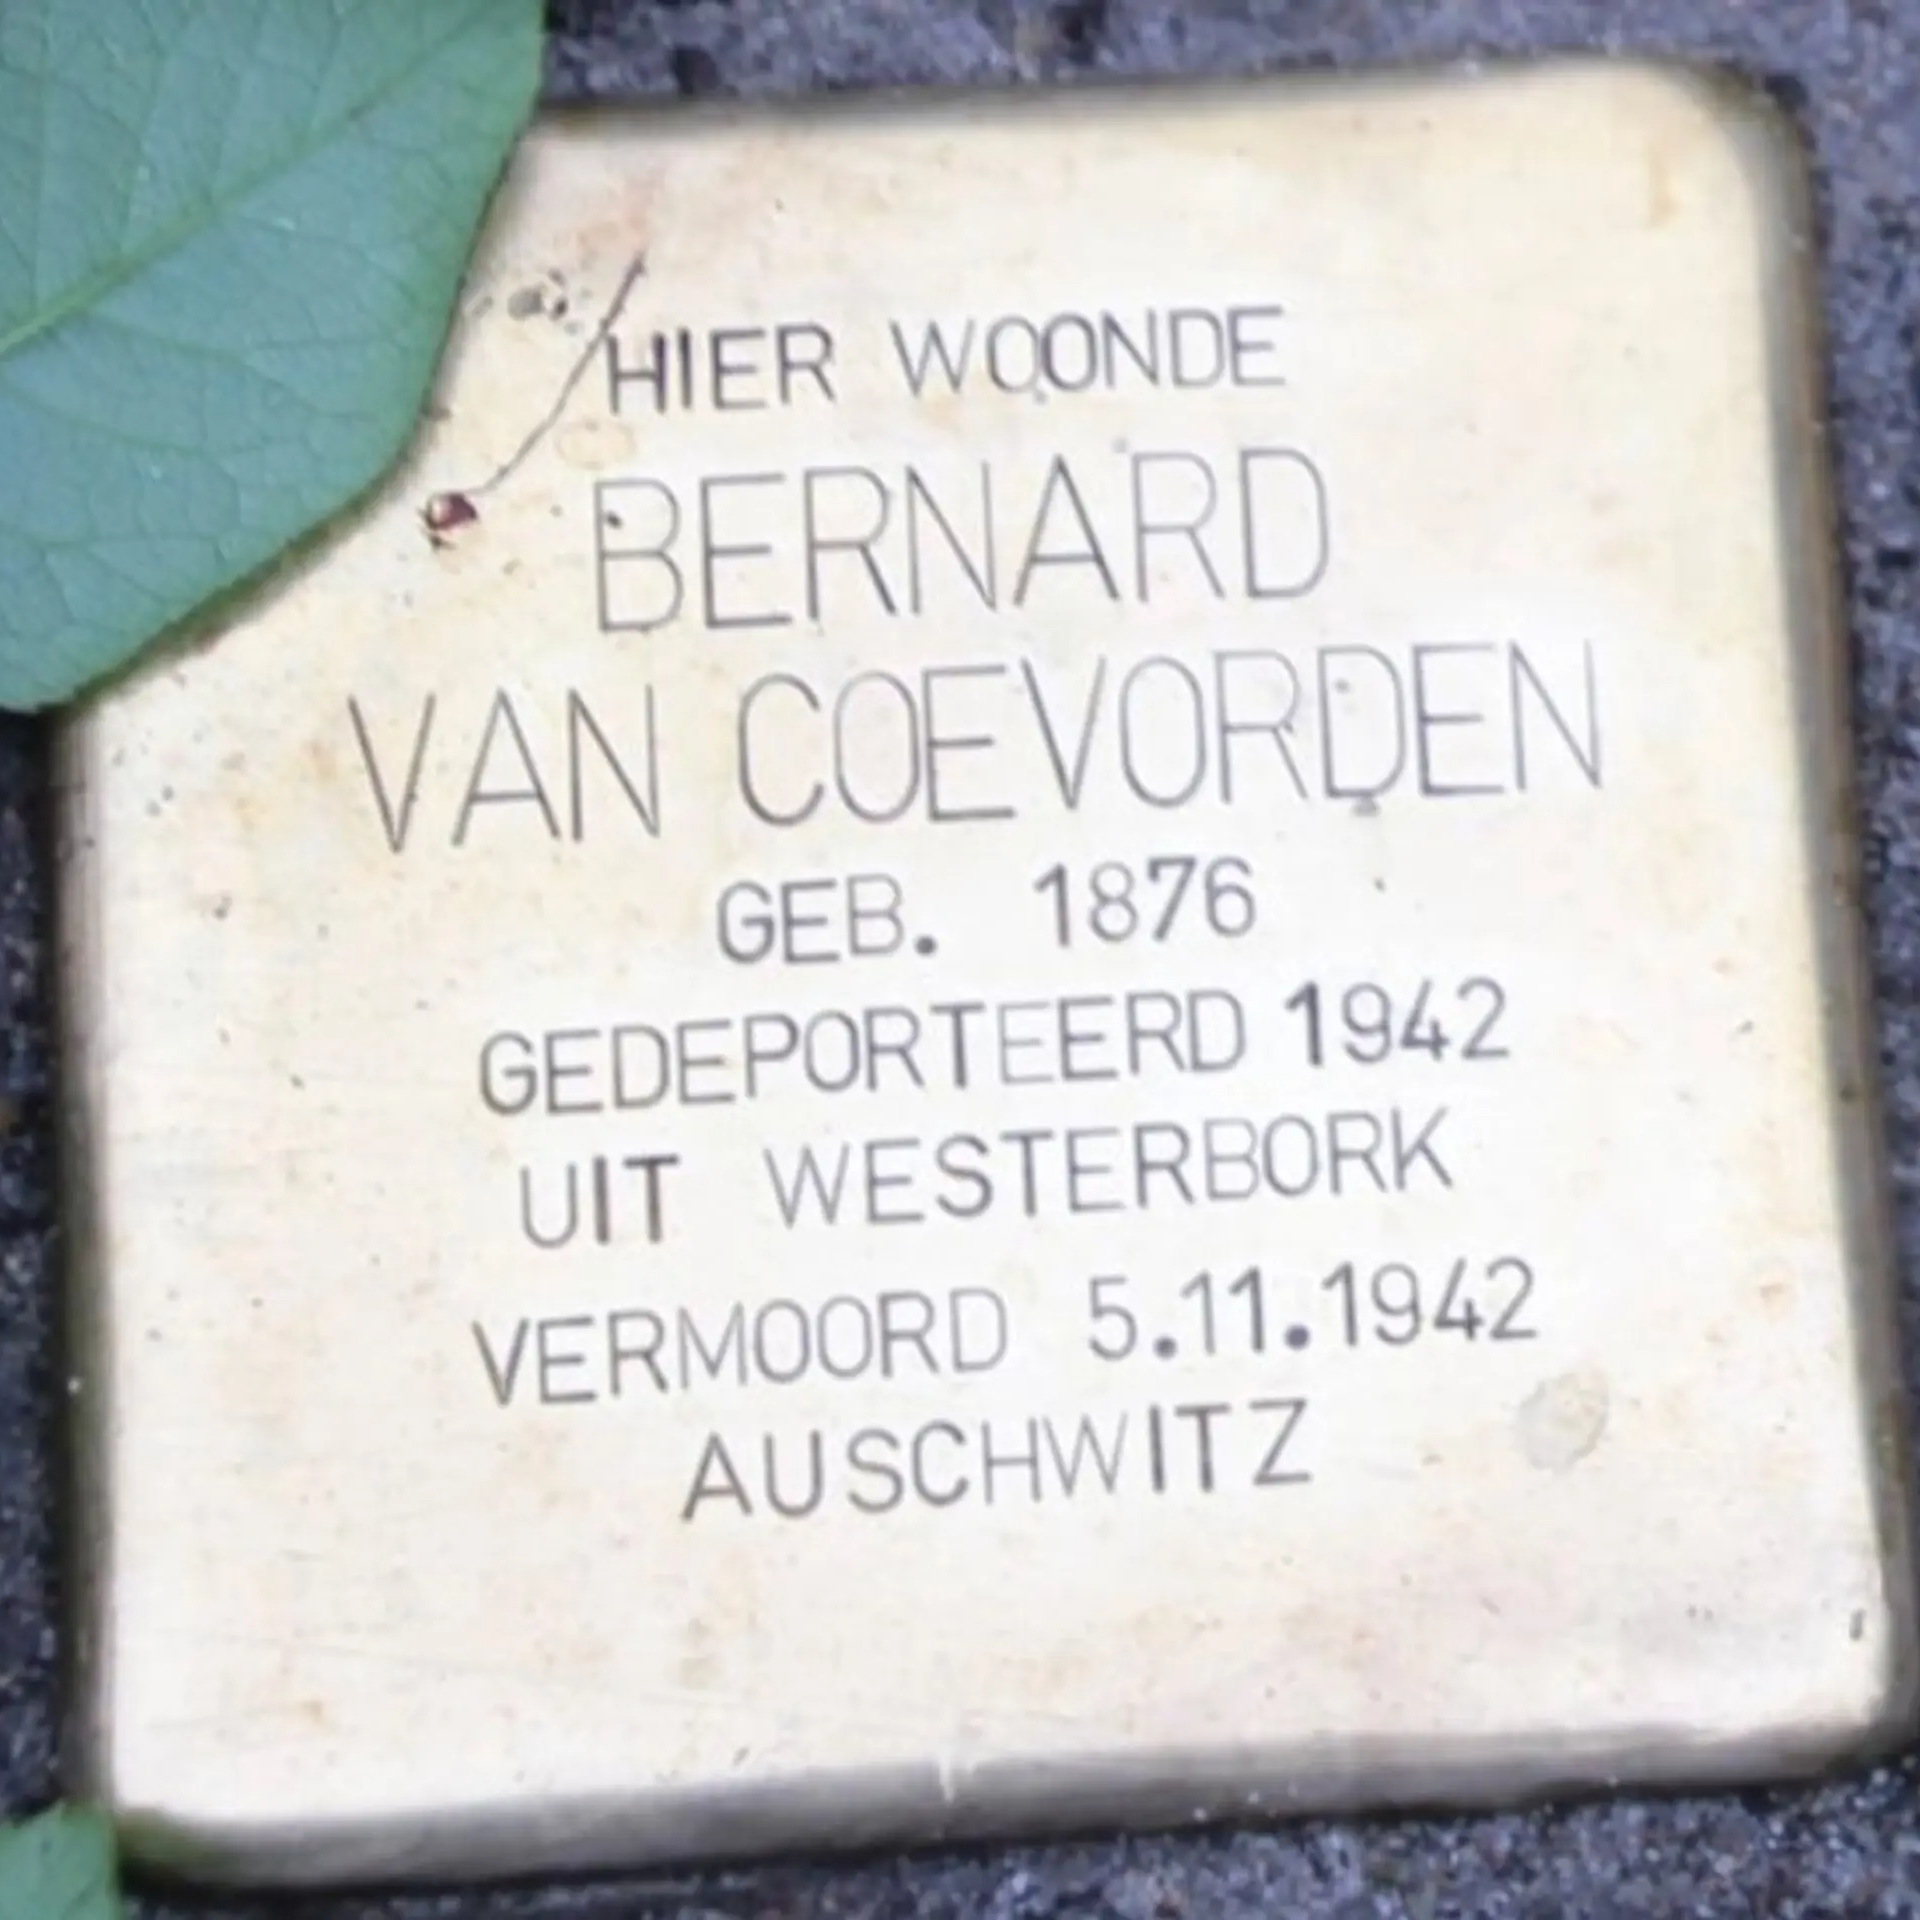 HIER WOONDE
BERNARD
VAN COEVORDEN
GEB. 1876
GEDEPORTEERD 1942
UIT WESTERBORK
VERMOORD 5.11.1942
AUSCHWITZ